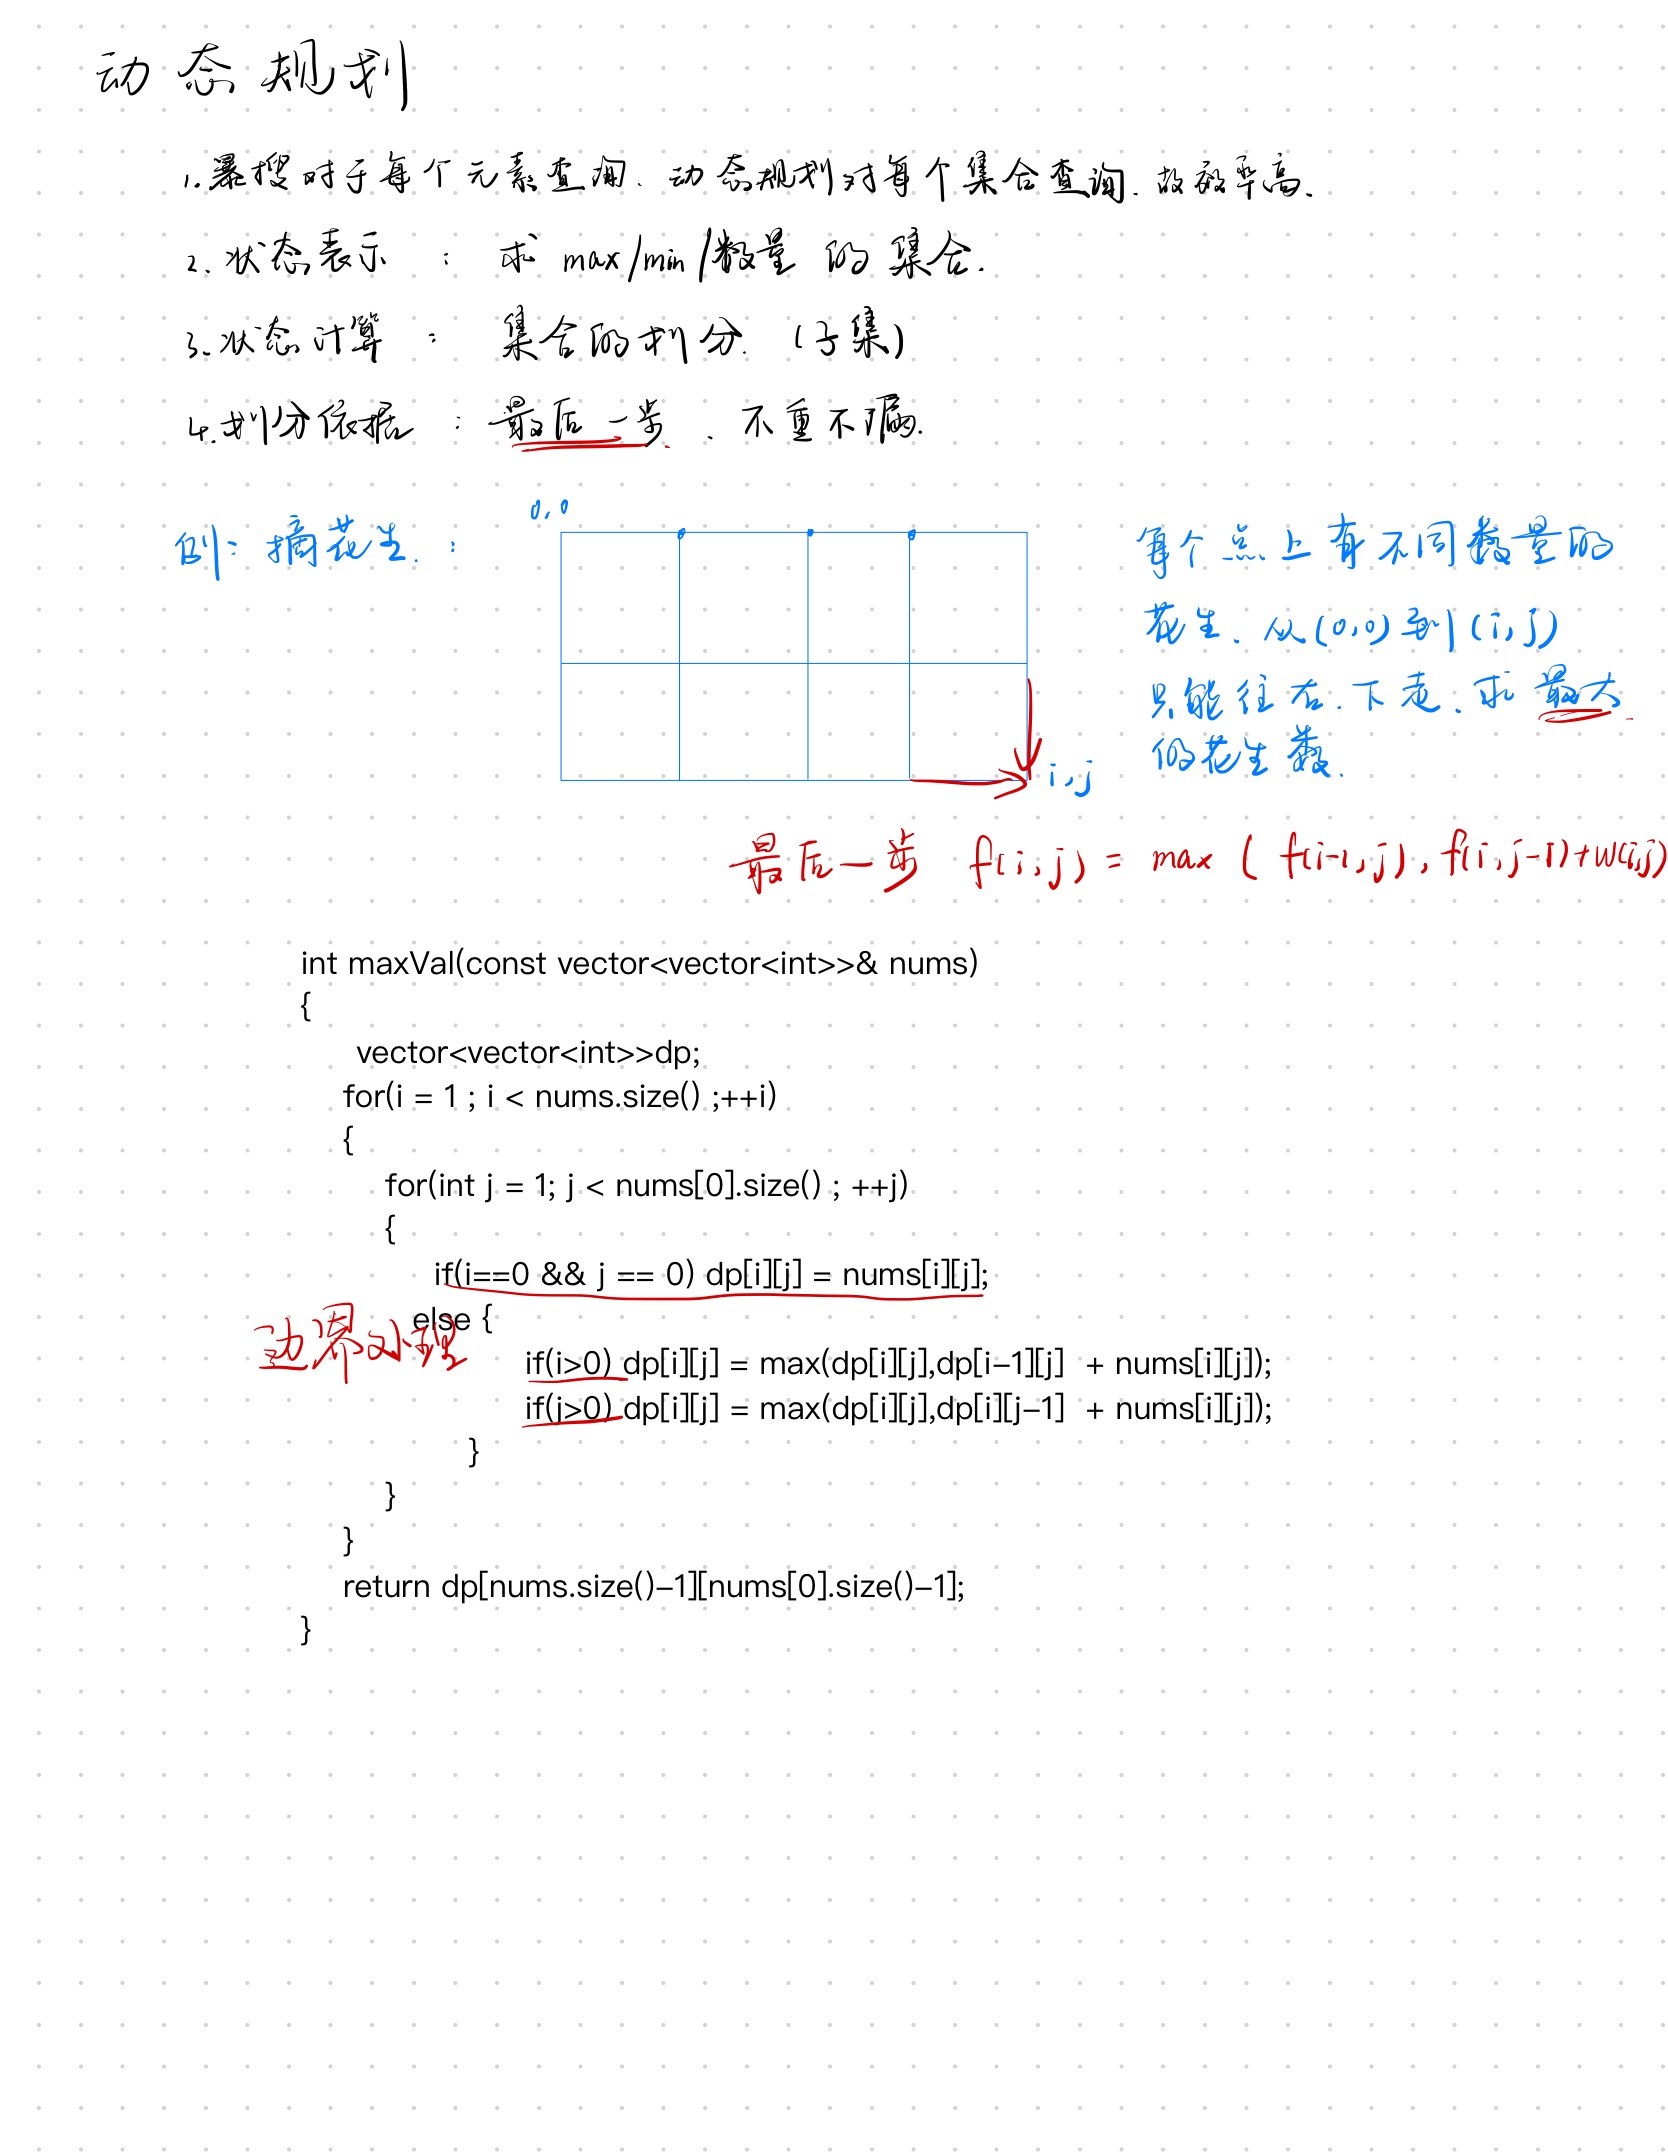 动态规划
1.暴搜对于每个元素查询.动态规划对每个集合查询.故效率高.
2.状态表示 : 求 max/min/数量 的集合.
3.状态计算 : 集合的划分.(子集)
4.划分依据 : 最后一步 . 不重不漏.
例:摘花生. :
0,0
每个点上有不同数量的
花生.从(0,0)到(i,j)
只能往右.下走.求最大
的花生数.
i,j
最后一步 f(i,j) = max ( f(i-1,j), f(i,j-1)+w(i,j)
int maxVal(const vector<vector<int>>& nums)
{
vector<vector<int>>dp;
for(i = 1 ; i < nums.size() ;++i)
{
for(int j = 1; j < nums[0].size() ; ++j)
{
if(i==0 && j == 0) dp[i][j] = nums[i][j];
else {
边界处理
if(i>0) dp[i][j] = max(dp[i][j],dp[i-1][j] + nums[i][j]);
if(j>0) dp[i][j] = max(dp[i][j],dp[i][j-1] + nums[i][j]);
}
}
}
return dp[nums.size()-1][nums[0].size()-1];
}